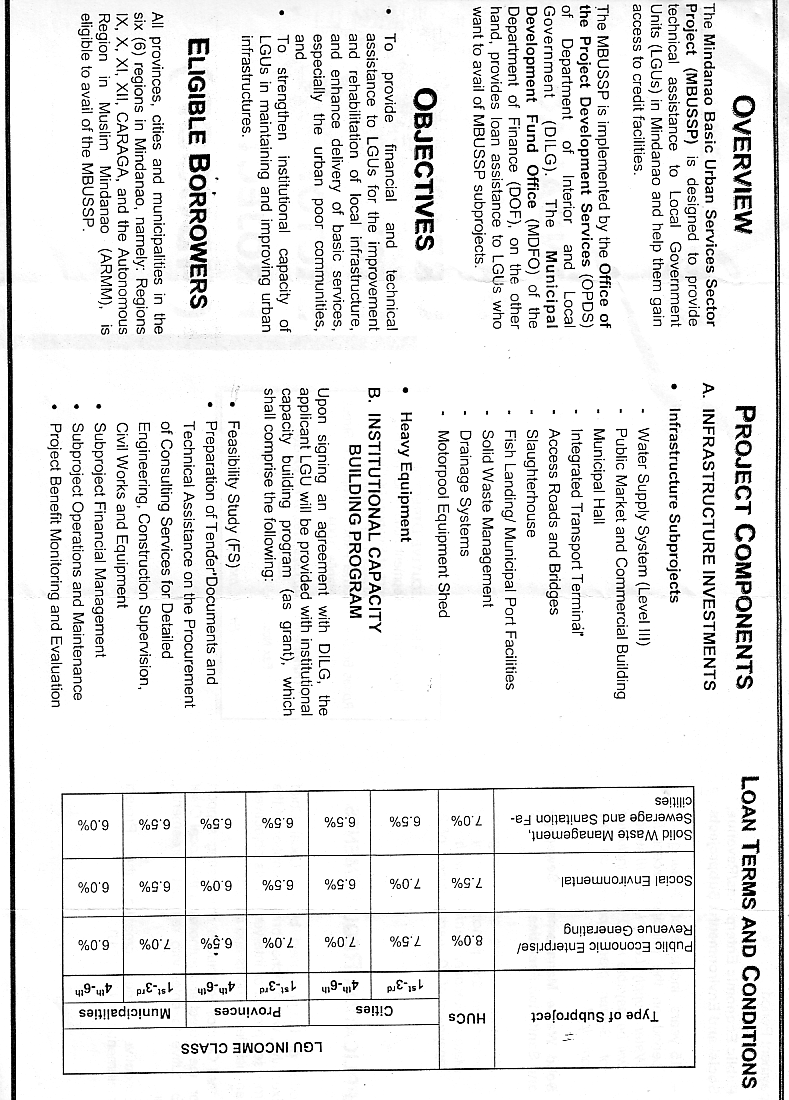 OVERVIEW
The Mindanao Basic Urban Services Sector
Project (MBUSSP) is designed to provide
technical assistance to Local Government
Units (LGUs) in Mindanao and help them gain
access to credit facilities.
The MBUSSP is implemented by the Office of
the Project Development Services (OPDS)
of Department of Interior and Local
Government (DILG). The Municipal
Development Fund Office (MDFO) of the
Department of Finance (DOF), on the other
hand, provides loan assistance to LGUs who
want to avail of MBUSSP subprojects.
OBJECTIVES
• To provide financial and technical
assistance to LGUs for the improvement
and rehabilitation of local infrastructure,
and enhance delivery of basic services,
especially the urban poor communities,
and
• To strengthen institutional capacity of
LGUs in maintaining and improving urban
infrastructures.
ELIGIBLE BORROWERS
All provinces, cities and municipalities in the
six (6) regions in Mindanao, namely: Regions
IX, X, XI, XII, CARAGA, and the Autonomous
Region in Muslim Mindanao (ARMM), is
eligible to avail of the MBUSSP.
PROJECT COMPONENTS
A. INFRASTRUCTURE INVESTMENTS
• Infrastructure Subprojects
- Water Supply System (Level III)
- Public Market and Commercial Building
- Municipal Hall
- Integrated Transport Terminal
- Access Roads and Bridges
- Slaughterhouse
- Fish Landing/ Municipal Port Facilities
- Solid Waste Management
- Drainage Systems
- Motorpool Equipment Shed
• Heavy Equipment
B. INSTITUTIONAL CAPACITY
BUILDING PROGRAM
Upon signing an agreement with DILG, the
applicant LGU will be provided with institutional
capacity building program (as grant), which
shall comprise the following:
• Feasibility Study (FS)
• Preparation of Tender Documents and
Technical Assistance on the Procurement
of Consulting Services for Detailed
Engineering, Construction Supervision,
Civil Works and Equipment
• Subproject Financial Management
• Subproject Operations and Maintenance
• Project Benefit Monitoring and Evaluation
LOAN TERMS AND CONDITIONS
LGU INCOME CLASS
Type of Subproject HUCs Cities Provinces Municipalities
1st-3rd 4th-6th 1st-3rd 4th-6th 1st-3rd 4th-6th
Public Economic Enterprise/
Revenue Generating 8.0% 7.5% 7.0% 7.0% 6.5% 7.0% 6.0%
Social Environmental 7.5% 7.0% 6.5% 6.5% 6.0% 6.5% 6.0%
Solid Waste Management,
Sewerage and Sanitation Fa-
cilities 7.0% 6.5% 6.5% 6.5% 6.5% 6.5% 6.0%